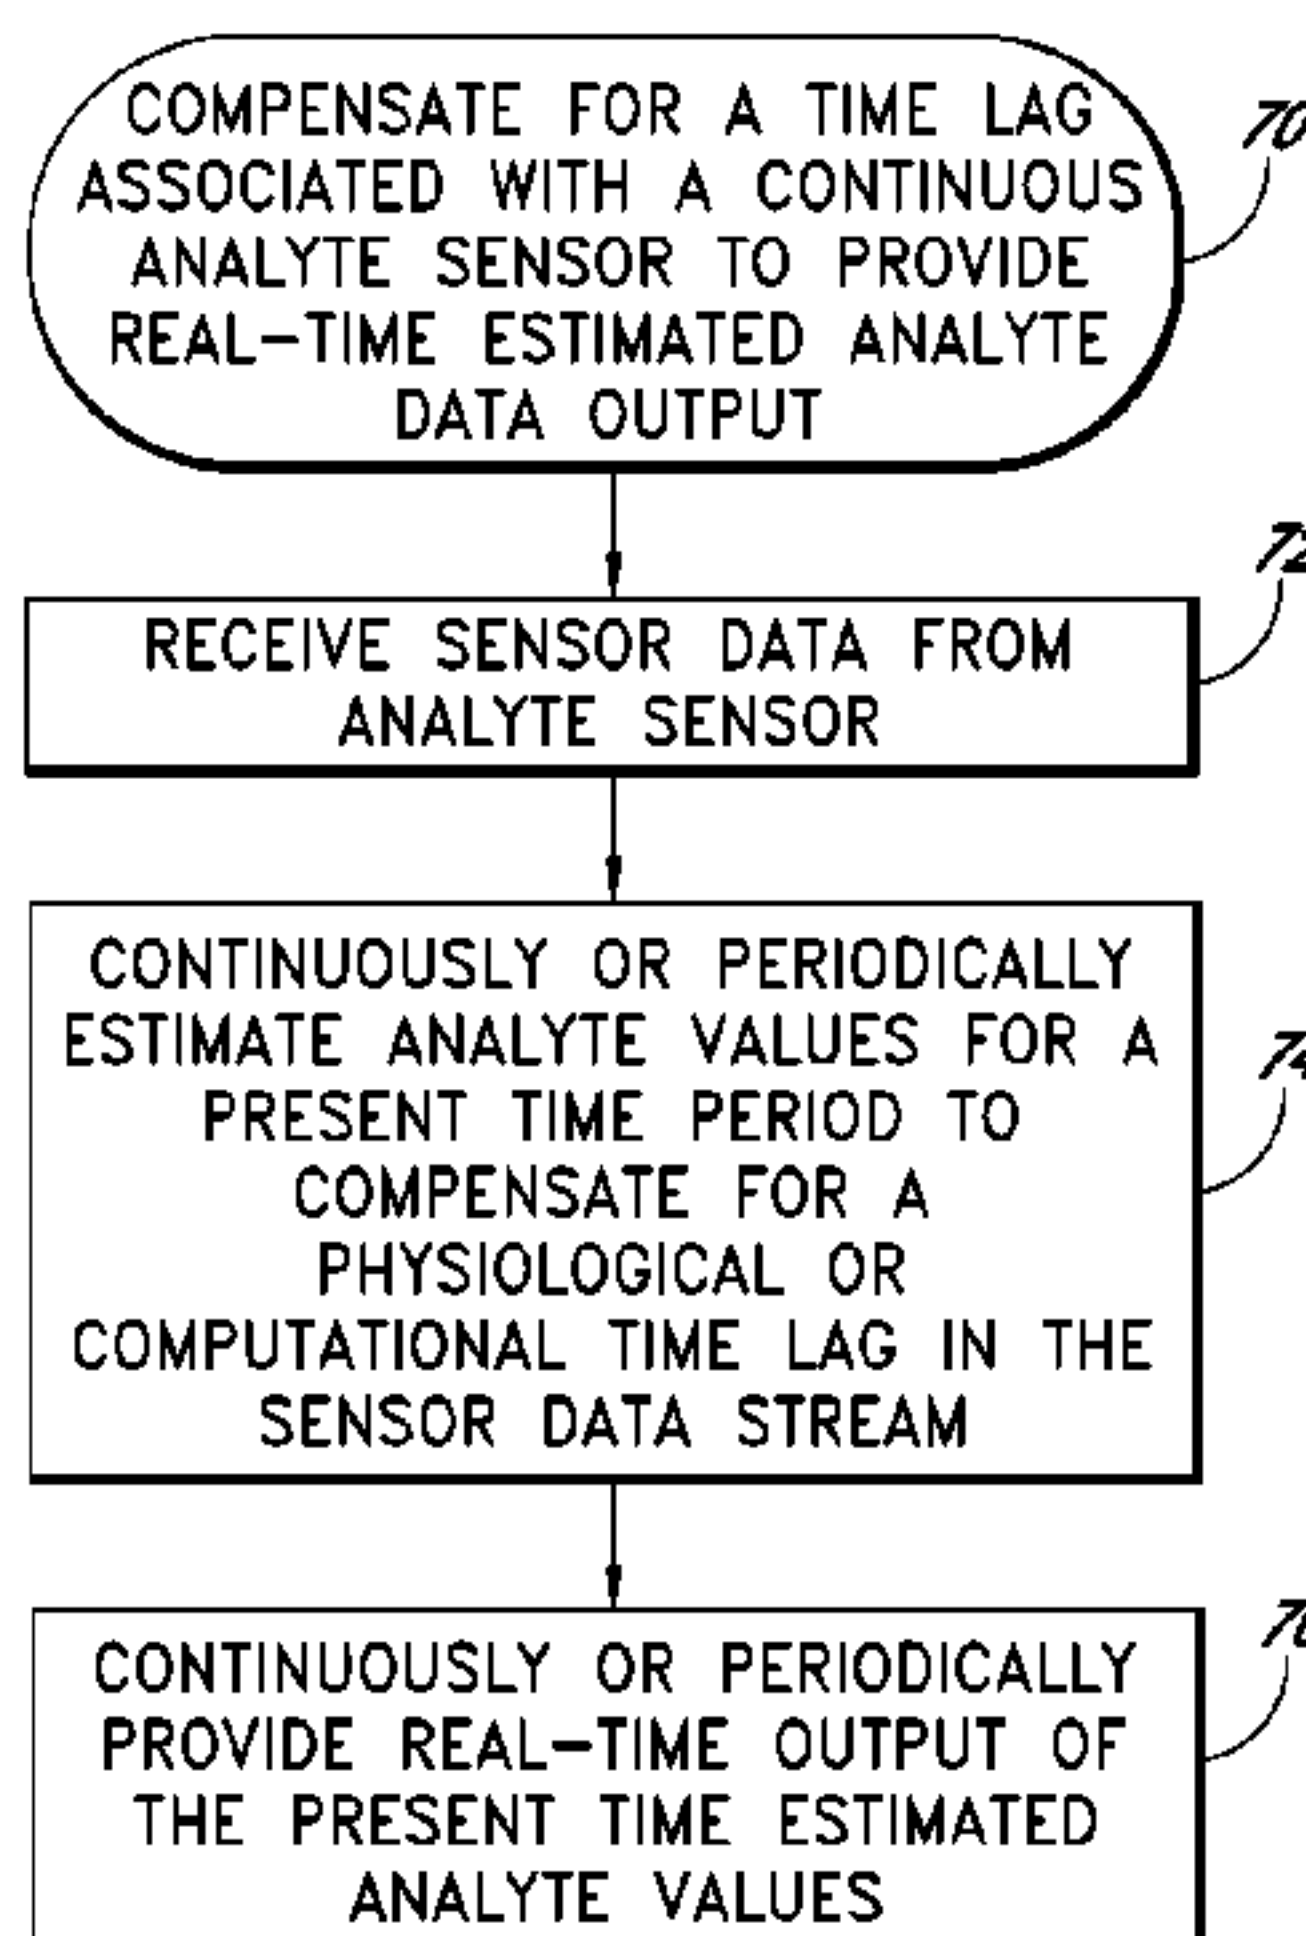 COMPENSATE FOR A TIME LAG
ASSOCIATED WITH A CONTINUOUS
ANALYTE SENSOR TO PROVIDE
REAL-TIME ESTIMATED ANALYTE
DATA OUTPUT
70
RECEIVE SENSOR DATA FROM
ANALYTE SENSOR
72
CONTINUOUSLY OR PERIODICALLY
ESTIMATE ANALYTE VALUES FOR A
PRESENT TIME PERIOD TO
COMPENSATE FOR A
PHYSIOLOGICAL OR
COMPUTATIONAL TIME LAG IN THE
SENSOR DATA STREAM
74
CONTINUOUSLY OR PERIODICALLY
PROVIDE REAL-TIME OUTPUT OF
THE PRESENT TIME ESTIMATED
ANALYTE VALUES